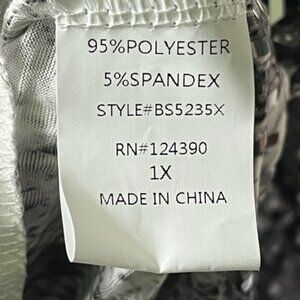 95%POLYESTER
5%SPANDEX
STYLE#BS5235X
RN#124390
1X
MADE IN CHINA